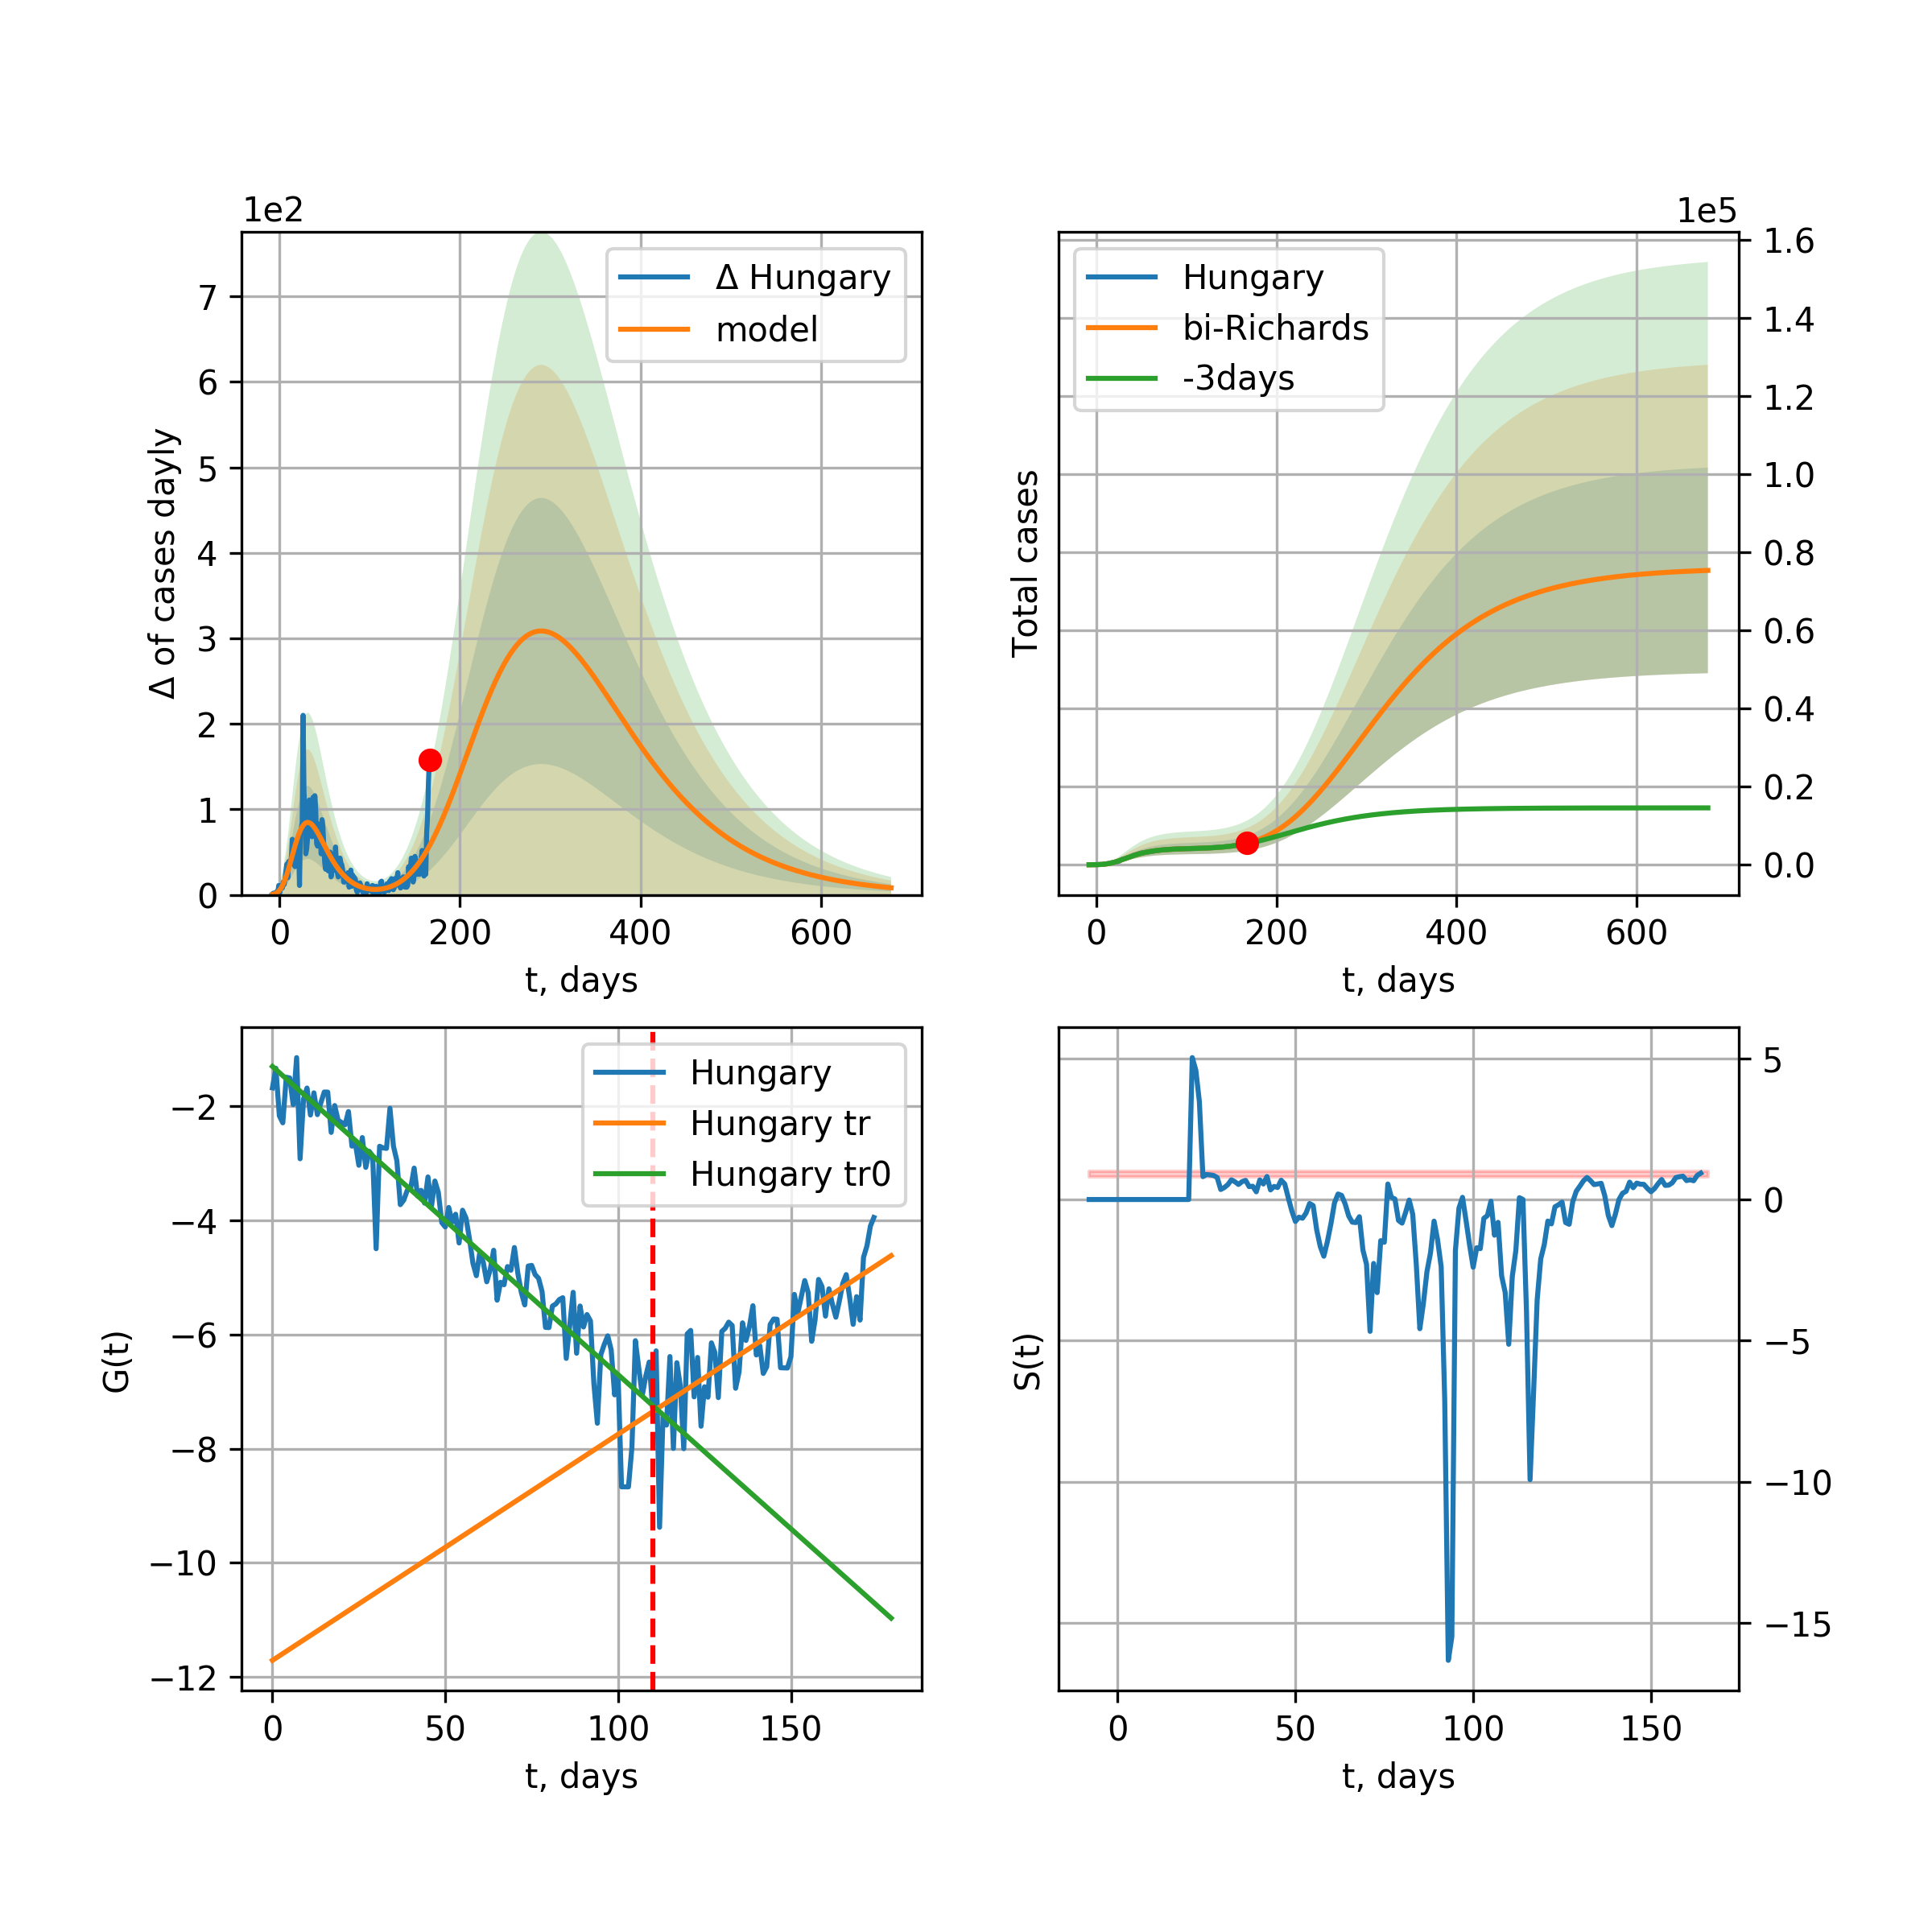 1e2
Δ Hungary
model
7
6
5
4
3
2
1
0
Δ of cases dayly
0 200 400 600
t, days
1e5
Hungary
bi-Richards
-3days
1.6
1.4
1.2
1.0
0.8
0.6
0.4
0.2
0.0
Total cases
0 200 400 600
t, days
Hungary
Hungary tr
Hungary tr0
−2
−4
−6
−8
−10
−12
G(t)
0 50 100 150
t, days
5
0
−5
−10
−15
S(t)
0 50 100 150
t, days